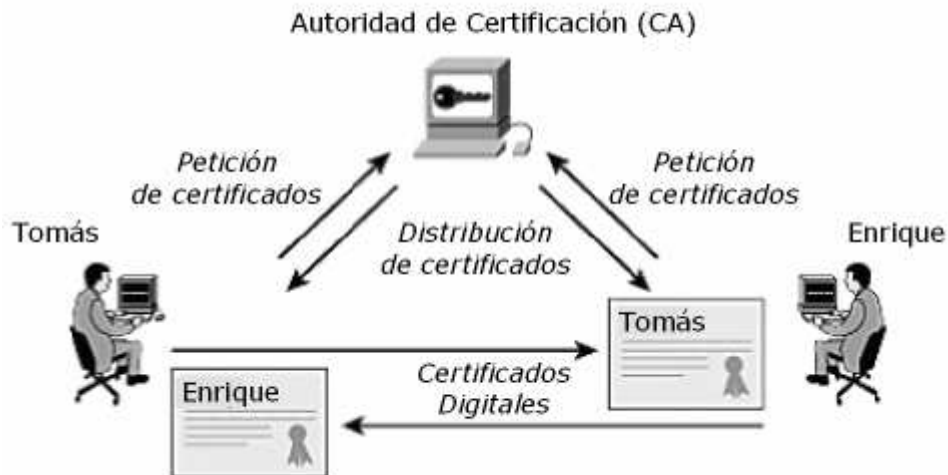 Autoridad de Certificación (CA)
Petición
de certificados
Petición
de certificados
Tomás
Distribución
de certificados
Enrique
Tomás
Certificados
Digitales
Enrique